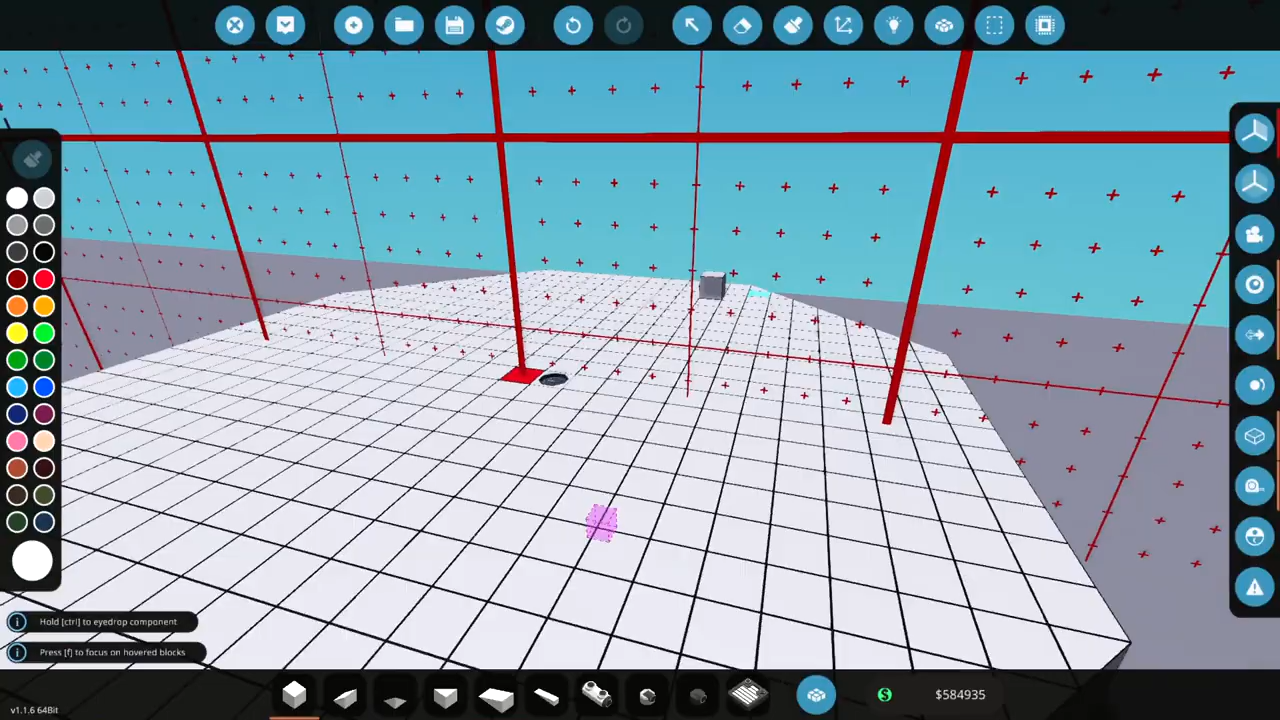 Hold [ctrl] to eyedrop component
Press [f] to focus on hovered blocks
$584935
v1.1.6 64Bit